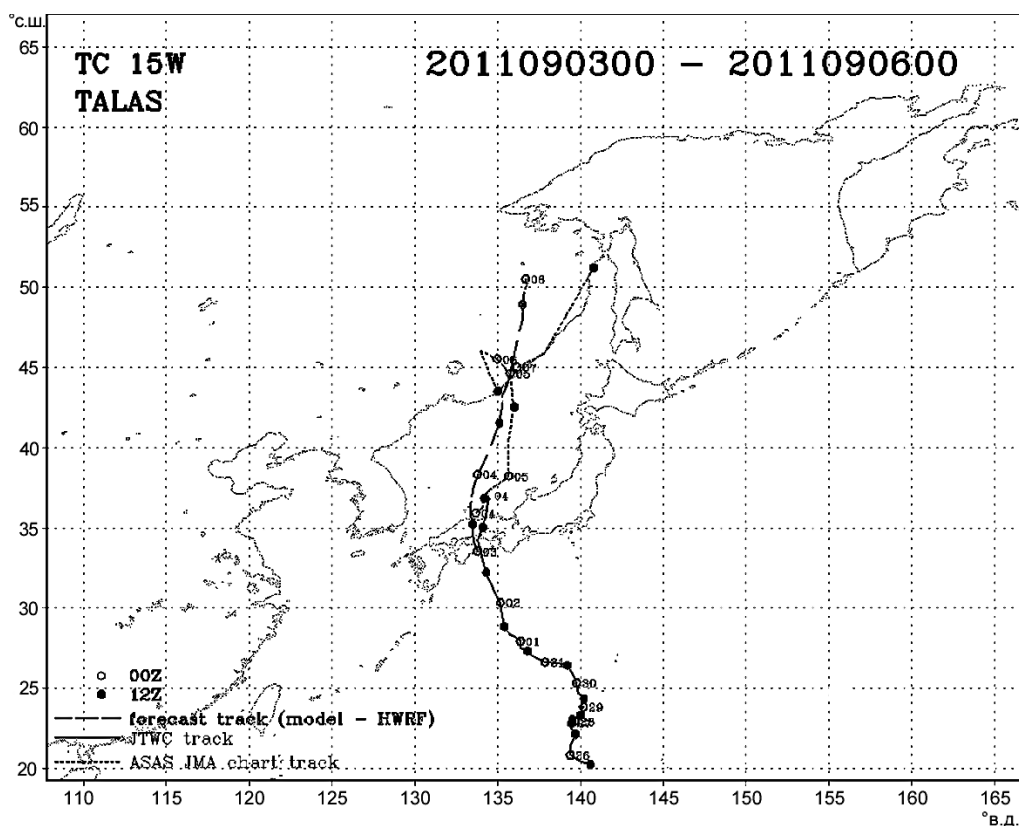 °с.ш.
65
60
55
50
45
40
35
30
25
20
TC 15W 2011090300 – 2011090600
TALAS
08
06
07
05
04
05
04
04
03
02
01
31
30
29
28
26
00Z
12Z
forecast track (model – HWRF)
JTWC track
ASAS JMA chart track
110 115 120 125 130 135 140 145 150 155 160 165
°в.д.